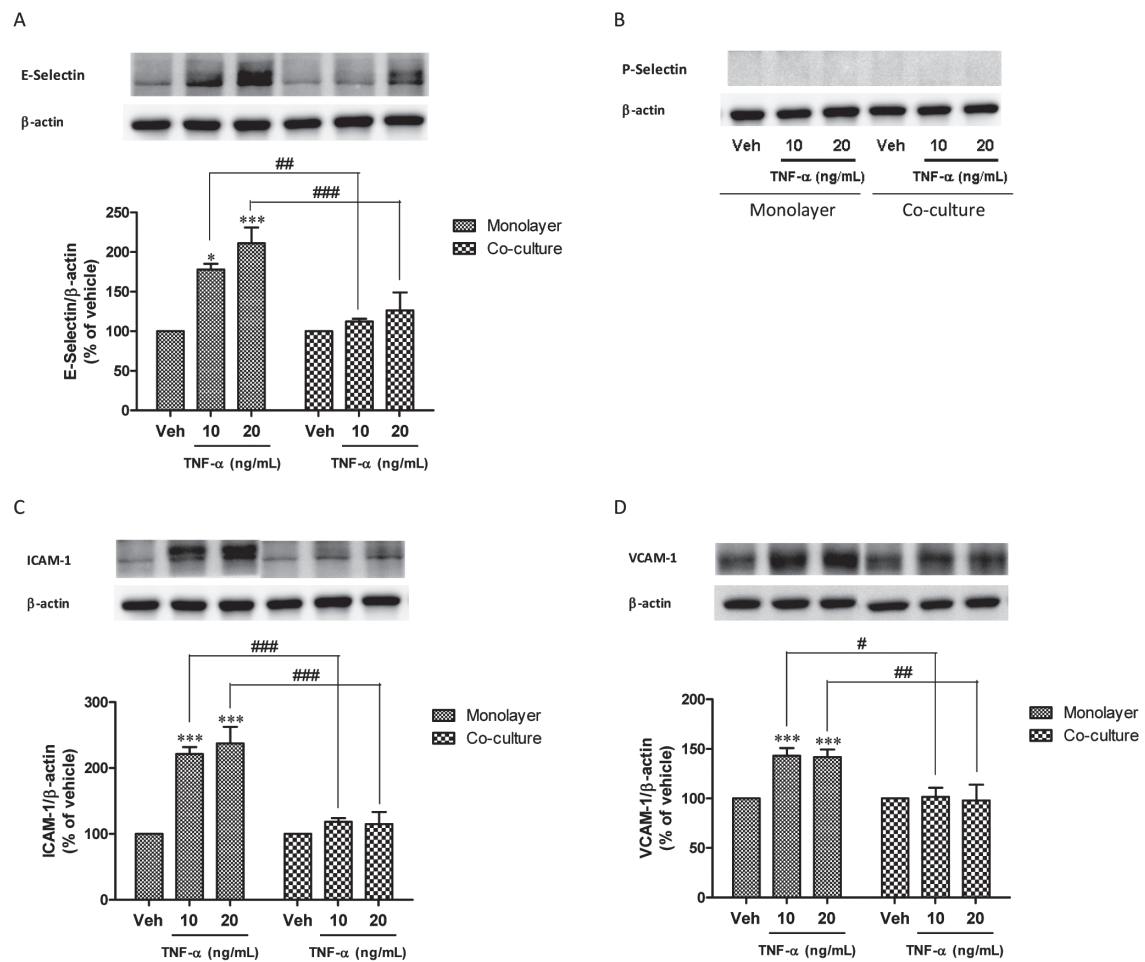 A
E-Selectin
β-actin
##
###
250
200
150
100
50
0
E-Selectin/β-actin
(% of vehicle)
*
***
Monolayer
Co-culture
Veh 10 20 Veh 10 20
TNF-α (ng/mL) TNF-α (ng/mL)
B
P-Selectin
β-actin
Veh 10 20 Veh 10 20
TNF-α (ng/mL) TNF-α (ng/mL)
Monolayer Co-culture
C
ICAM-1
β-actin
###
###
300
200
100
0
ICAM-1/β-actin
(% of vehicle)
***
***
Monolayer
Co-culture
Veh 10 20 Veh 10 20
TNF-α (ng/mL) TNF-α (ng/mL)
D
VCAM-1
β-actin
#
##
200
150
100
50
0
VCAM-1/β-actin
(% of vehicle)
***
***
Monolayer
Co-culture
Veh 10 20 Veh 10 20
TNF-α (ng/mL) TNF-α (ng/mL)